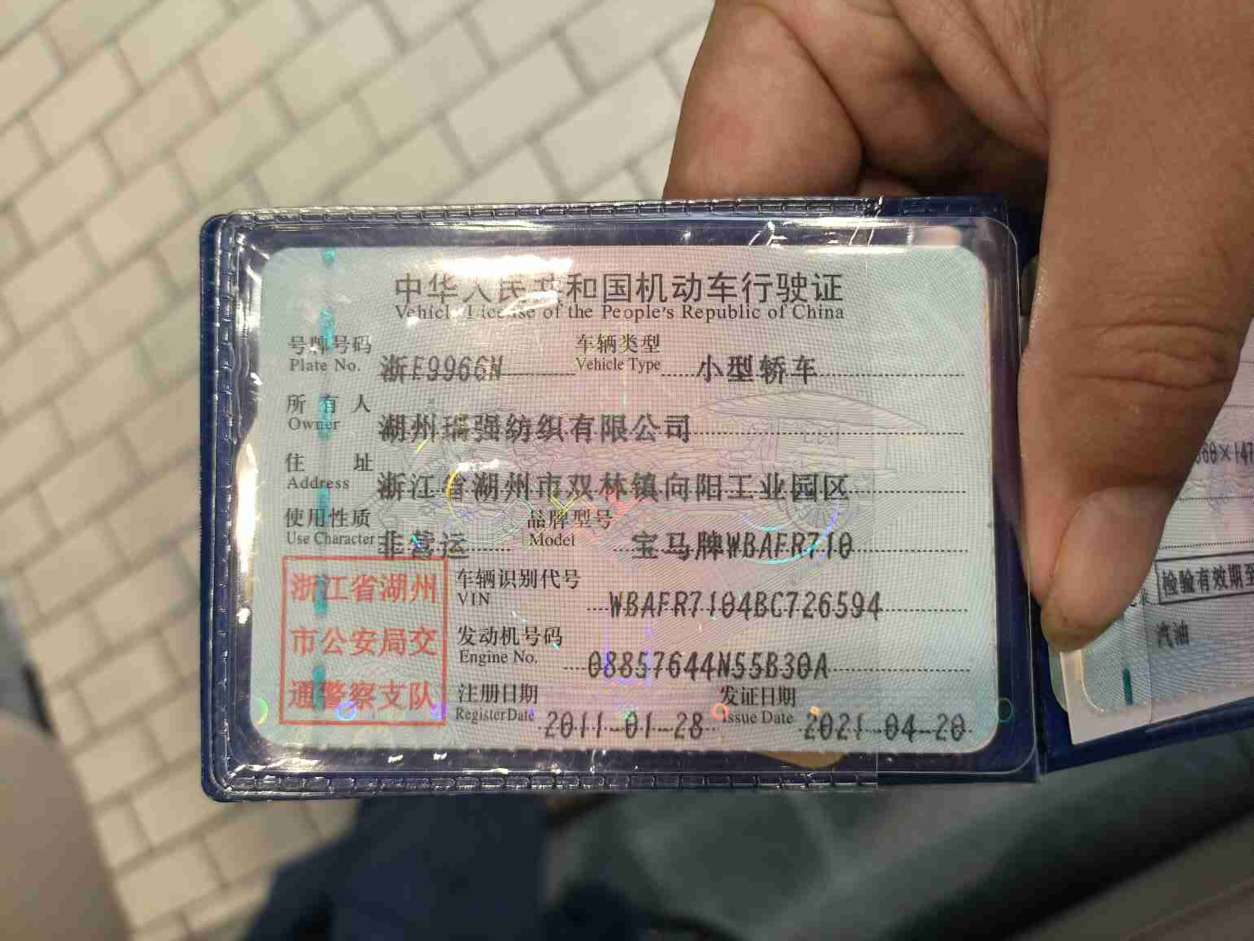 中华人民共和国机动车行驶证
Vehicle License of the People's Republic of China
号牌号码 浙E9966N 车辆类型 小型轿车
Plate No. Vehicle Type
所有人 湖州瑞强纺织有限公司
Owner
住址 浙江省湖州市双林镇向阳工业园区
Address
使用性质 非营运 品牌型号 宝马牌WBAFR710
Use Character Model
浙江省湖州
市公安局交
通警察支队
车辆识别代号
VIN WBAFR7104BC726594
发动机号码
Engine No. 08857644N55B30A
注册日期 发证日期
Register Date 2011-01-28 Issue Date 2021-04-20
检验有效期至
汽油